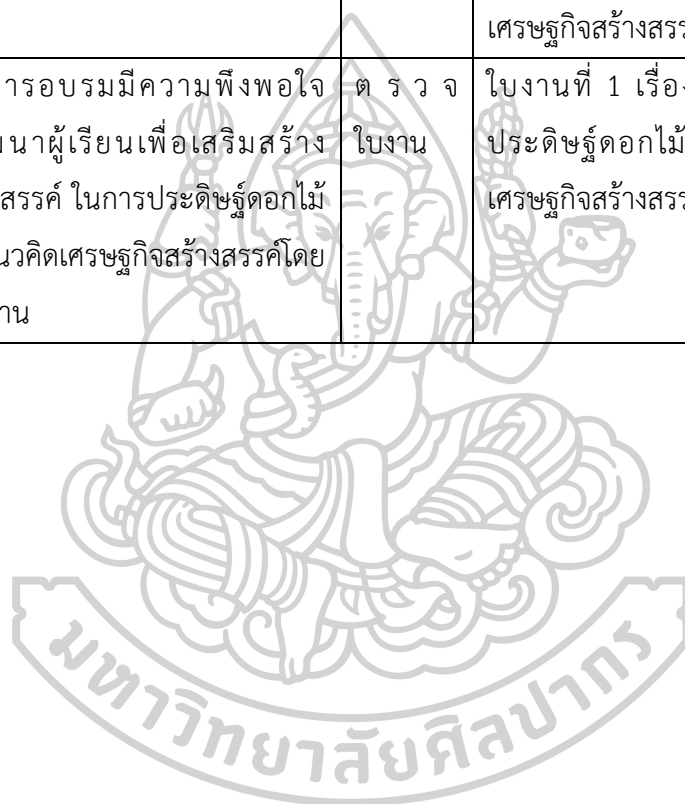 เศรษฐกิจสร้างสรร
ารอบรมมีความพึงพอใจ
นาผู้เรียนเพื่อเสริมสร้าง
สรรค์ ในการประดิษฐ์ดอกไม้
นวคิดเศรษฐกิจสร้างสรรค์โดย
าน
ต ร ว จ
ใบงาน
ใบงานที่ 1 เรื่อง
ประดิษฐ์ดอกไม้
เศรษฐกิจสร้างสรร
มหาวิทยาลัยศิลปากร